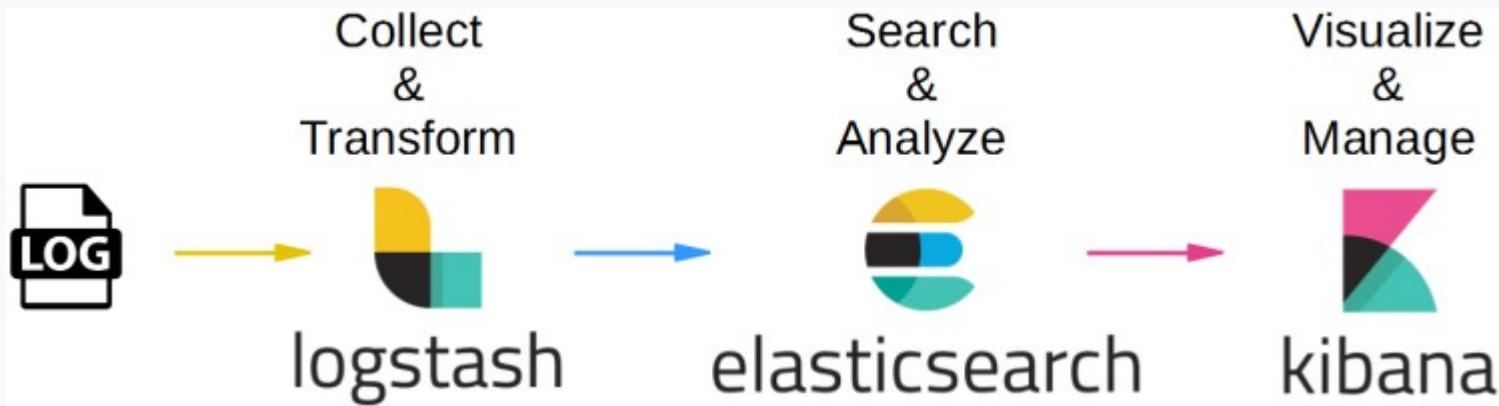 Collect
&
Transform
Search
&
Analyze
Visualize
&
Manage
LOG
logstash
elasticsearch
kibana